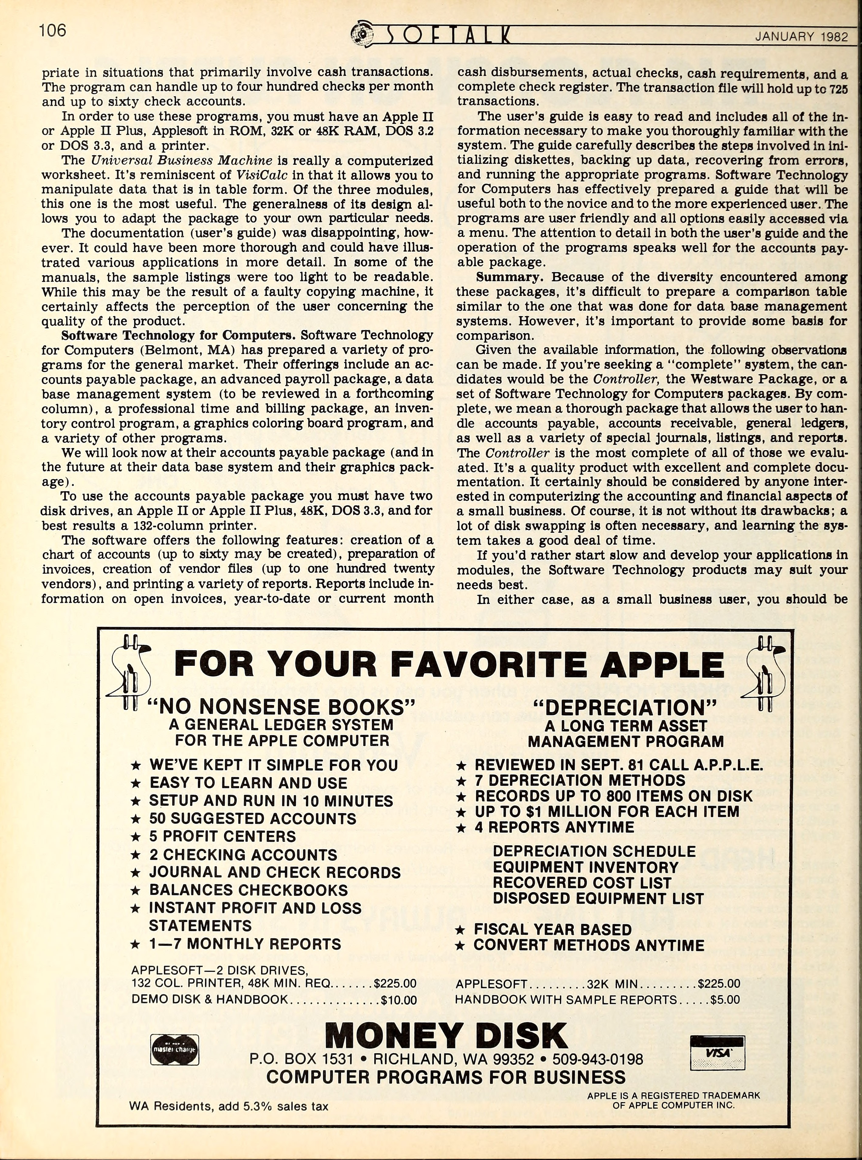 106
SOFTALK
JANUARY 1982
priate in situations that primarily involve cash transactions.
The program can handle up to four hundred checks per month
and up to sixty check accounts.
In order to use these programs, you must have an Apple II
or Apple II Plus, Applesoft in ROM, 32K or 48K RAM, DOS 3.2
or DOS 3.3, and a printer.
The Universal Business Machine is really a computerized
worksheet. It's reminiscent of VisiCalc in that it allows you to
manipulate data that is in table form. Of the three modules,
this one is the most useful. The generalness of its design al-
lows you to adapt the package to your own particular needs.
The documentation (user's guide) was disappointing, how-
ever. It could have been more thorough and could have illus-
trated various applications in more detail. In some of the
manuals, the sample listings were too light to be readable.
While this may be the result of a faulty copying machine, it
certainly affects the perception of the user concerning the
quality of the product.
Software Technology for Computers. Software Technology
for Computers (Belmont, MA) has prepared a variety of pro-
grams for the general market. Their offerings include an ac-
counts payable package, an advanced payroll package, a data
base management system (to be reviewed in a forthcoming
column), a professional time and billing package, an inven-
tory control program, a graphics coloring board program, and
a variety of other programs.
We will look now at their accounts payable package (and in
the future at their data base system and their graphics pack-
age).
To use the accounts payable package you must have two
disk drives, an Apple II or Apple II Plus, 48K, DOS 3.3, and for
best results a 132-column printer.
The software offers the following features: creation of a
chart of accounts (up to sixty may be created), preparation of
invoices, creation of vendor files (up to one hundred twenty
vendors), and printing a variety of reports. Reports include in-
formation on open invoices, year-to-date or current month
cash disbursements, actual checks, cash requirements, and a
complete check register. The transaction file will hold up to 725
transactions.
The user's guide is easy to read and includes all of the in-
formation necessary to make you thoroughly familiar with the
system. The guide carefully describes the steps involved in ini-
tializing diskettes, backing up data, recovering from errors,
and running the appropriate programs. Software Technology
for Computers has effectively prepared a guide that will be
useful both to the novice and to the more experienced user. The
programs are user friendly and all options easily accessed via
a menu. The attention to detail in both the user's guide and the
operation of the programs speaks well for the accounts pay-
able package.
Summary. Because of the diversity encountered among
these packages, it's difficult to prepare a comparison table
similar to the one that was done for data base management
systems. However, it's important to provide some basis for
comparison.
Given the available information, the following observations
can be made. If you're seeking a "complete" system, the can-
didates would be the Controller, the Westware Package, or a
set of Software Technology for Computers packages. By com-
plete, we mean a thorough package that allows the user to han-
dle accounts payable, accounts receivable, general ledgers,
as well as a variety of special journals, listings, and reports.
The Controller is the most complete of all of those we evalu-
ated. It's a quality product with excellent and complete docu-
mentation. It certainly should be considered by anyone inter-
ested in computerizing the accounting and financial aspects of
a small business. Of course, it is not without its drawbacks; a
lot of disk swapping is often necessary, and learning the sys-
tem takes a good deal of time.
If you'd rather start slow and develop your applications in
modules, the Software Technology products may suit your
needs best.
In either case, as a small business user, you should be
FOR YOUR FAVORITE APPLE
"NO NONSENSE BOOKS"
A GENERAL LEDGER SYSTEM
FOR THE APPLE COMPUTER
★ WE'VE KEPT IT SIMPLE FOR YOU
★ EASY TO LEARN AND USE
★ SETUP AND RUN IN 10 MINUTES
★ 50 SUGGESTED ACCOUNTS
★ 5 PROFIT CENTERS
★ 2 CHECKING ACCOUNTS
★ JOURNAL AND CHECK RECORDS
★ BALANCES CHECKBOOKS
★ INSTANT PROFIT AND LOSS
STATEMENTS
★ 1—7 MONTHLY REPORTS
APPLESOFT—2 DISK DRIVES,
132 COL. PRINTER, 48K MIN. REQ.......$225.00
DEMO DISK & HANDBOOK..............$10.00
"DEPRECIATION"
A LONG TERM ASSET
MANAGEMENT PROGRAM
★ REVIEWED IN SEPT. 81 CALL A.P.P.L.E.
★ 7 DEPRECIATION METHODS
★ RECORDS UP TO 800 ITEMS ON DISK
★ UP TO $1 MILLION FOR EACH ITEM
★ 4 REPORTS ANYTIME
DEPRECIATION SCHEDULE
EQUIPMENT INVENTORY
RECOVERED COST LIST
DISPOSED EQUIPMENT LIST
★ FISCAL YEAR BASED
★ CONVERT METHODS ANYTIME
APPLESOFT.........32K MIN.........$225.00
HANDBOOK WITH SAMPLE REPORTS.....$5.00
MONEY DISK
master charge
P.O. BOX 1531 • RICHLAND, WA 99352 • 509-943-0198
VISA
COMPUTER PROGRAMS FOR BUSINESS
WA Residents, add 5.3% sales tax
APPLE IS A REGISTERED TRADEMARK
OF APPLE COMPUTER INC.